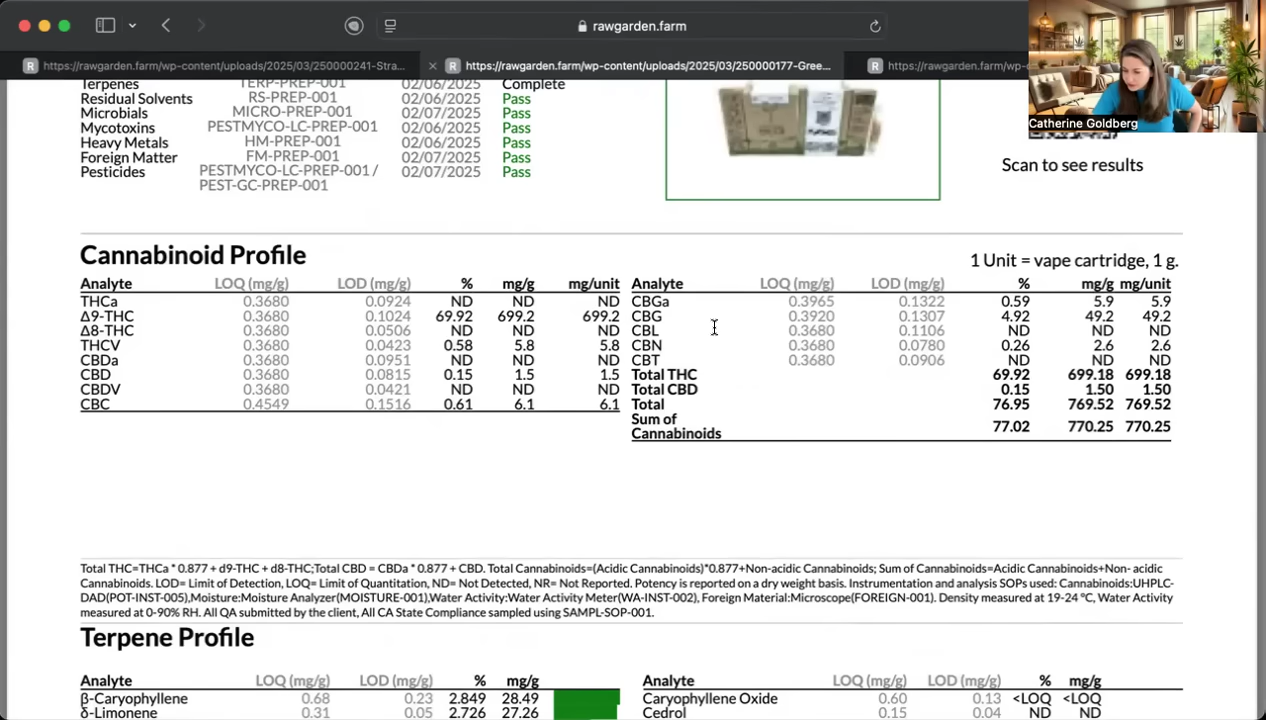 rawgarden.farm
R https://rawgarden.farm/wp-content/uploads/2025/03/250000241-Stra...
R https://rawgarden.farm/wp-content/uploads/2025/03/250000177-Gree...
R https://rawgarden.farm/wp-con
Catherine Goldberg
Terpenes TERP-PREP-001 02/06/2025 Complete
Residual Solvents RS-PREP-001 02/06/2025 Pass
Microbials MICRO-PREP-001 02/07/2025 Pass
Mycotoxins PESTMYCO-LC-PREP-001 02/06/2025 Pass
Heavy Metals HM-PREP-001 02/06/2025 Pass
Foreign Matter FM-PREP-001 02/07/2025 Pass
Pesticides PESTMYCO-LC-PREP-001 / 02/07/2025 Pass
PEST-GC-PREP-001
Scan to see results
Cannabinoid Profile
1 Unit = vape cartridge, 1 g.
Analyte LOQ (mg/g) LOD (mg/g) % mg/g mg/unit
THCa 0.3680 0.0924 ND ND ND
Δ9-THC 0.3680 0.1024 69.92 699.2 699.2
Δ8-THC 0.3680 0.0506 ND ND ND
THCV 0.3680 0.0423 0.58 5.8 5.8
CBDa 0.3680 0.0951 ND ND ND
CBD 0.3680 0.0815 0.15 1.5 1.5
CBDV 0.3680 0.0421 ND ND ND
CBC 0.4549 0.1516 0.61 6.1 6.1
Analyte LOQ (mg/g) LOD (mg/g) % mg/g mg/unit
CBGa 0.3965 0.1322 0.59 5.9 5.9
CBG 0.3920 0.1307 4.92 49.2 49.2
CBL 0.3680 0.1106 ND ND ND
CBN 0.3680 0.0780 0.26 2.6 2.6
CBT 0.3680 0.0906 ND ND ND
Total THC 69.92 699.18 699.18
Total CBD 0.15 1.50 1.50
Total 76.95 769.52 769.52
Sum of
Cannabinoids 77.02 770.25 770.25
Total THC=THCa * 0.877 + d9-THC + d8-THC;Total CBD = CBDa * 0.877 + CBD. Total Cannabinoids=(Acidic Cannabinoids)*0.877+Non-acidic Cannabinoids; Sum of Cannabinoids=Acidic Cannabinoids+Non- acidic
Cannabinoids. LOD= Limit of Detection, LOQ= Limit of Quantitation, ND= Not Detected, NR= Not Reported. Potency is reported on a dry weight basis. Instrumentation and analysis SOPs used: Cannabinoids:UHPLC-
DAD(POT-INST-005),Moisture:Moisture Analyzer(MOISTURE-001),Water Activity:Water Activity Meter(WA-INST-002), Foreign Material:Microscope(FOREIGN-001). Density measured at 19-24 °C, Water Activity
measured at 0-90% RH. All QA submitted by the client, All CA State Compliance sampled using SAMPL-SOP-001.
Terpene Profile
Analyte LOQ (mg/g) LOD (mg/g) % mg/g
β-Caryophyllene 0.68 0.23 2.849 28.49
δ-Limonene 0.31 0.05 2.726 27.26
Analyte LOQ (mg/g) LOD (mg/g) % mg/g
Caryophyllene Oxide 0.60 0.13 <LOQ <LOQ
Cedrol 0.15 0.04 ND ND